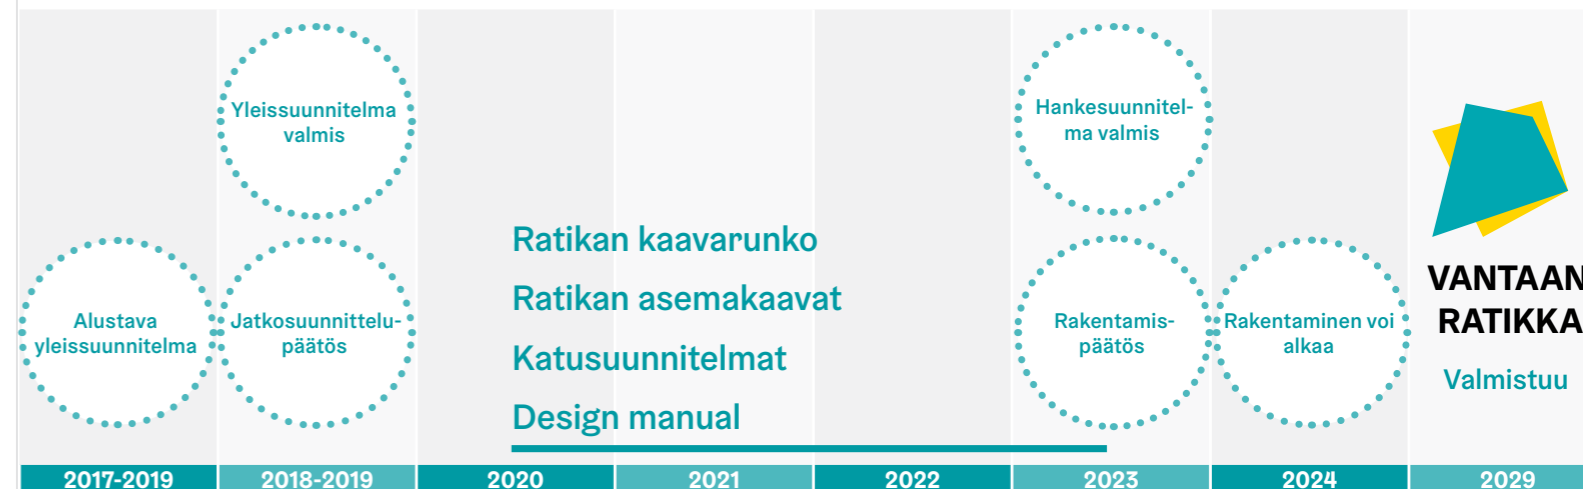 Yleissuunnitelma
valmis
Hankesuunnitel-
ma valmis
Alustava
yleissuunnitelma
Jatkosuunnittelu-
päätös
Ratikan kaavarunko
Ratikan asemakaavat
Katusuunnitelmat
Design manual
Rakentamis-
päätös
Rakentaminen voi
alkaa
VANTAAN
RATIKKA
Valmistuu
2017-2019
2018-2019
2020
2021
2022
2023
2024
2029